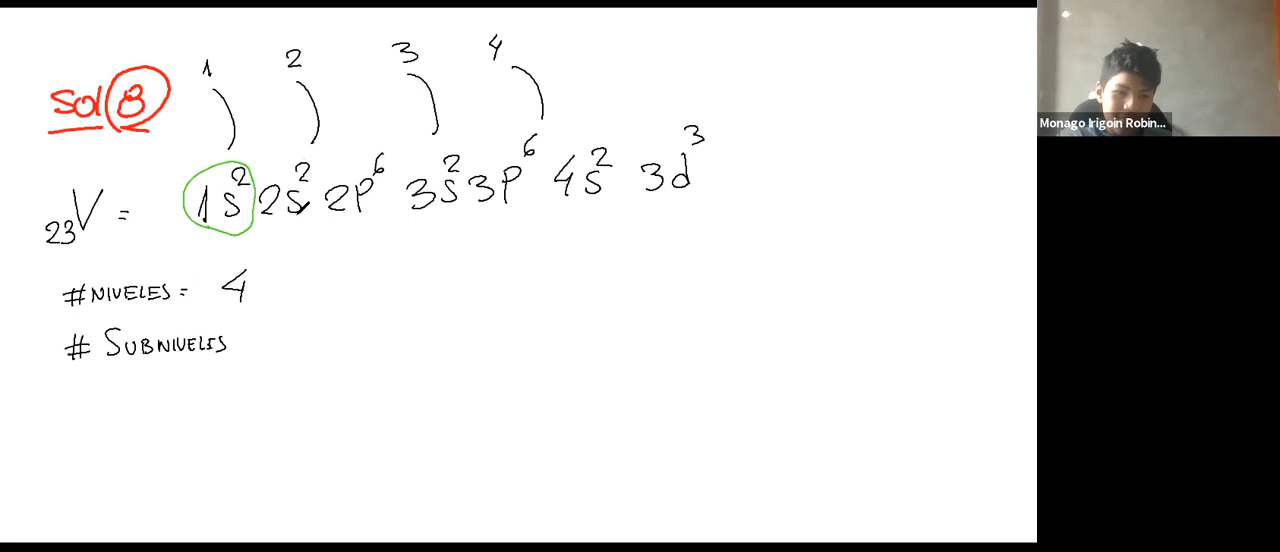 1 2 3 4
Sol 8
₂₃V = 1s² 2s² 2p⁶ 3s² 3p⁶ 4s² 3d³
#NIVELES = 4
# SUBNIVELES
Monago Irigoin Robin...